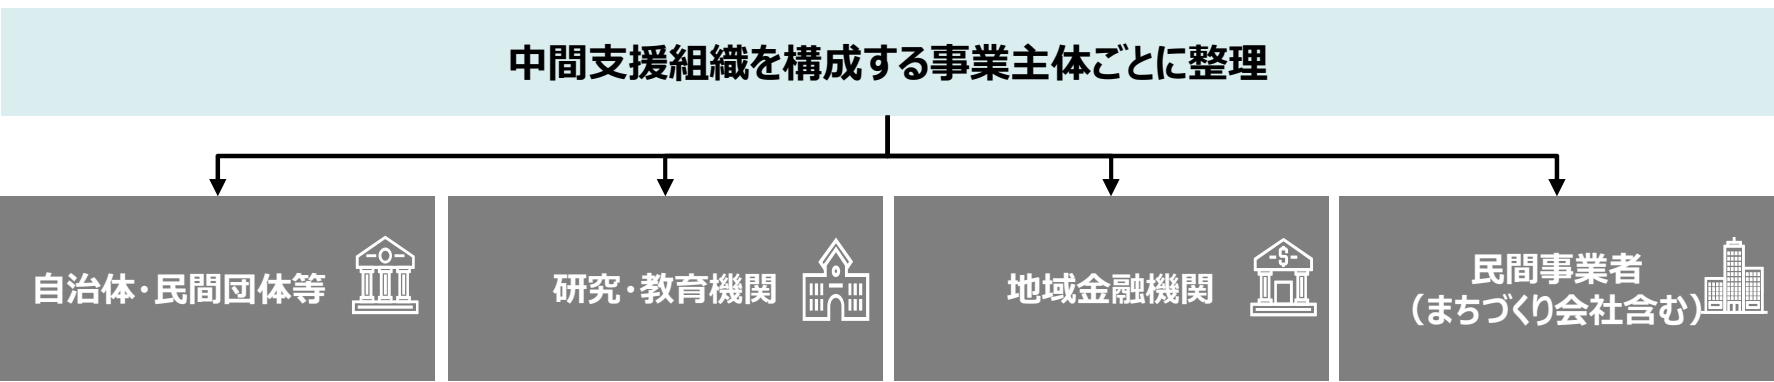 中間支援組織を構成する事業主体ごとに整理
自治体・民間団体等
研究・教育機関
地域金融機関
民間事業者
（まちづくり会社含む）